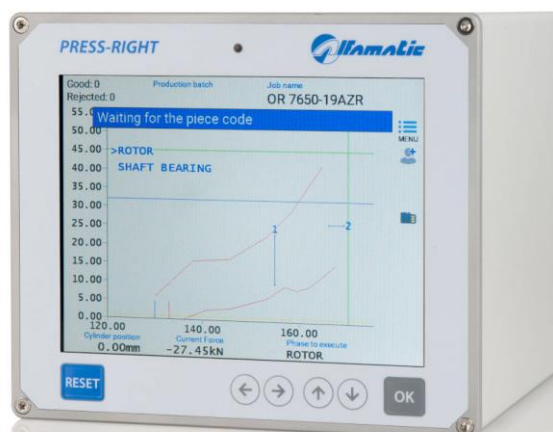 PRESS-RIGHT
Alfamatic
Good: 0 Production batch Job name
Rejected: 0 OR 7650-19AZR
Waiting for the piece code
MENU
>ROTOR
SHAFT BEARING
55.0
50.00
45.00
40.00
35.00
30.00
25.00
20.00
15.00
10.00
5.00
0.00
1
2
120.00 140.00 160.00
Cylinder position Current Force Phase to execute
0.00mm -27.45kN ROTOR
RESET
OK